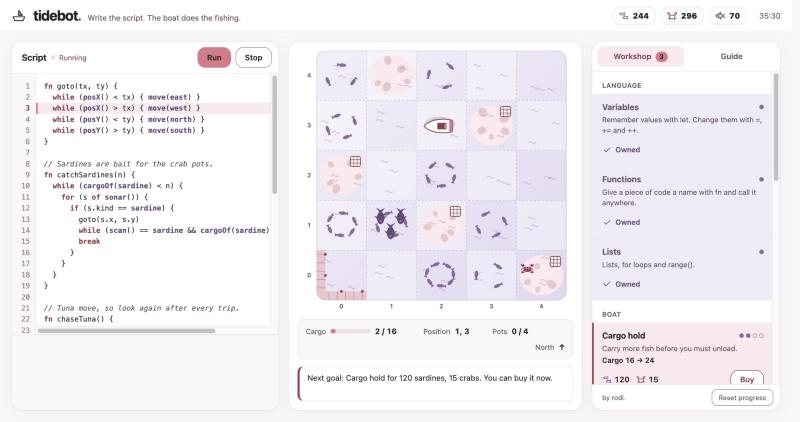 tidebot. Write the script. The boat does the fishing.
244 296 70 35:30
Script Running
Run Stop
1 fn goto(tx, ty) {
2 while (posX() < tx) { move(east) }
3 while (posX() > tx) { move(west) }
4 while (posY() < ty) { move(north) }
5 while (posY() > ty) { move(south) }
6 }
7
8 // Sardines are bait for the crab pots.
9 fn catchSardines(n) {
10 while (cargoOf(sardine) < n) {
11 for (s of sonar()) {
12 if (s.kind == sardine) {
13 goto(s.x, s.y)
14 while (scan() == sardine && cargoOf(sardine)
15 break
16 }
17 }
18 }
19 }
20
21 // Tuna move, so look again after every trip.
22 fn chaseTuna() {
23
4
3
2
1
0
0 1 2 3 4
Cargo 2 / 16 Position 1, 3 Pots 0 / 4
North ↑
Next goal: Cargo hold for 120 sardines, 15 crabs. You can buy it now.
Workshop 3 Guide
LANGUAGE
Variables
Remember values with let. Change them with =,
+= and ++.
✓ Owned
Functions
Give a piece of code a name with fn and call it
anywhere.
✓ Owned
Lists
Lists, for loops and range().
✓ Owned
BOAT
Cargo hold
Carry more fish before you must unload.
Cargo 16 → 24
120 15 Buy
by rodi. Reset progress